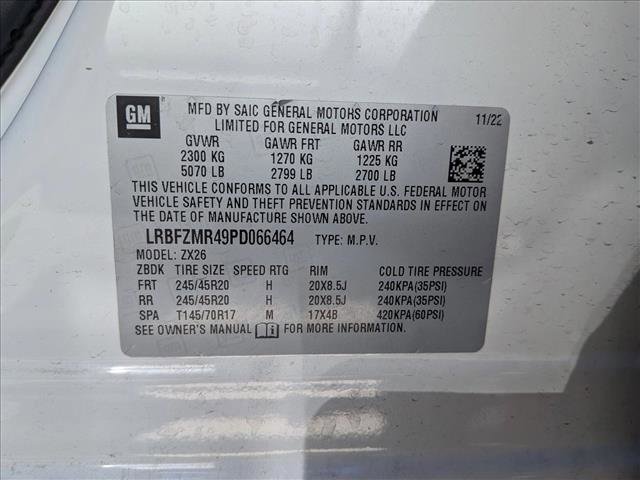 GM
MFD BY SAIC GENERAL MOTORS CORPORATION
LIMITED FOR GENERAL MOTORS LLC
11/22
GVWR GAWR FRT GAWR RR
2300 KG 1270 KG 1225 KG
5070 LB 2799 LB 2700 LB
THIS VEHICLE CONFORMS TO ALL APPLICABLE U.S. FEDERAL MOTOR
VEHICLE SAFETY AND THEFT PREVENTION STANDARDS IN EFFECT ON
THE DATE OF MANUFACTURE SHOWN ABOVE.
LRBFZMR49PD066464 TYPE: M.P.V.
MODEL: ZX26
ZBDK TIRE SIZE SPEED RTG RIM COLD TIRE PRESSURE
FRT 245/45R20 H 20X8.5J 240KPA(35PSI)
RR 245/45R20 H 20X8.5J 240KPA(35PSI)
SPA T145/70R17 M 17X4B 420KPA(60PSI)
SEE OWNER'S MANUAL FOR MORE INFORMATION